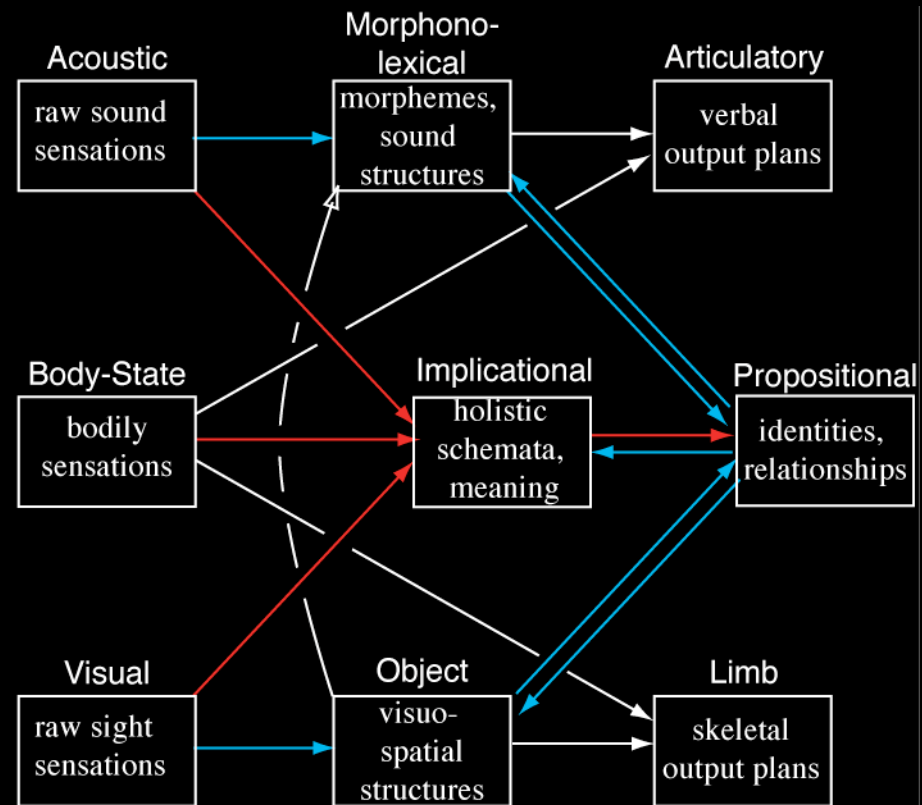 Acoustic
raw sound
sensations
Morphono-
lexical
morphemes,
sound
structures
Articulatory
verbal
output plans
Body-State
bodily
sensations
Implicational
holistic
schemata,
meaning
Propositional
identities,
relationships
Visual
raw sight
sensations
Object
visuo-
spatial
structures
Limb
skeletal
output plans